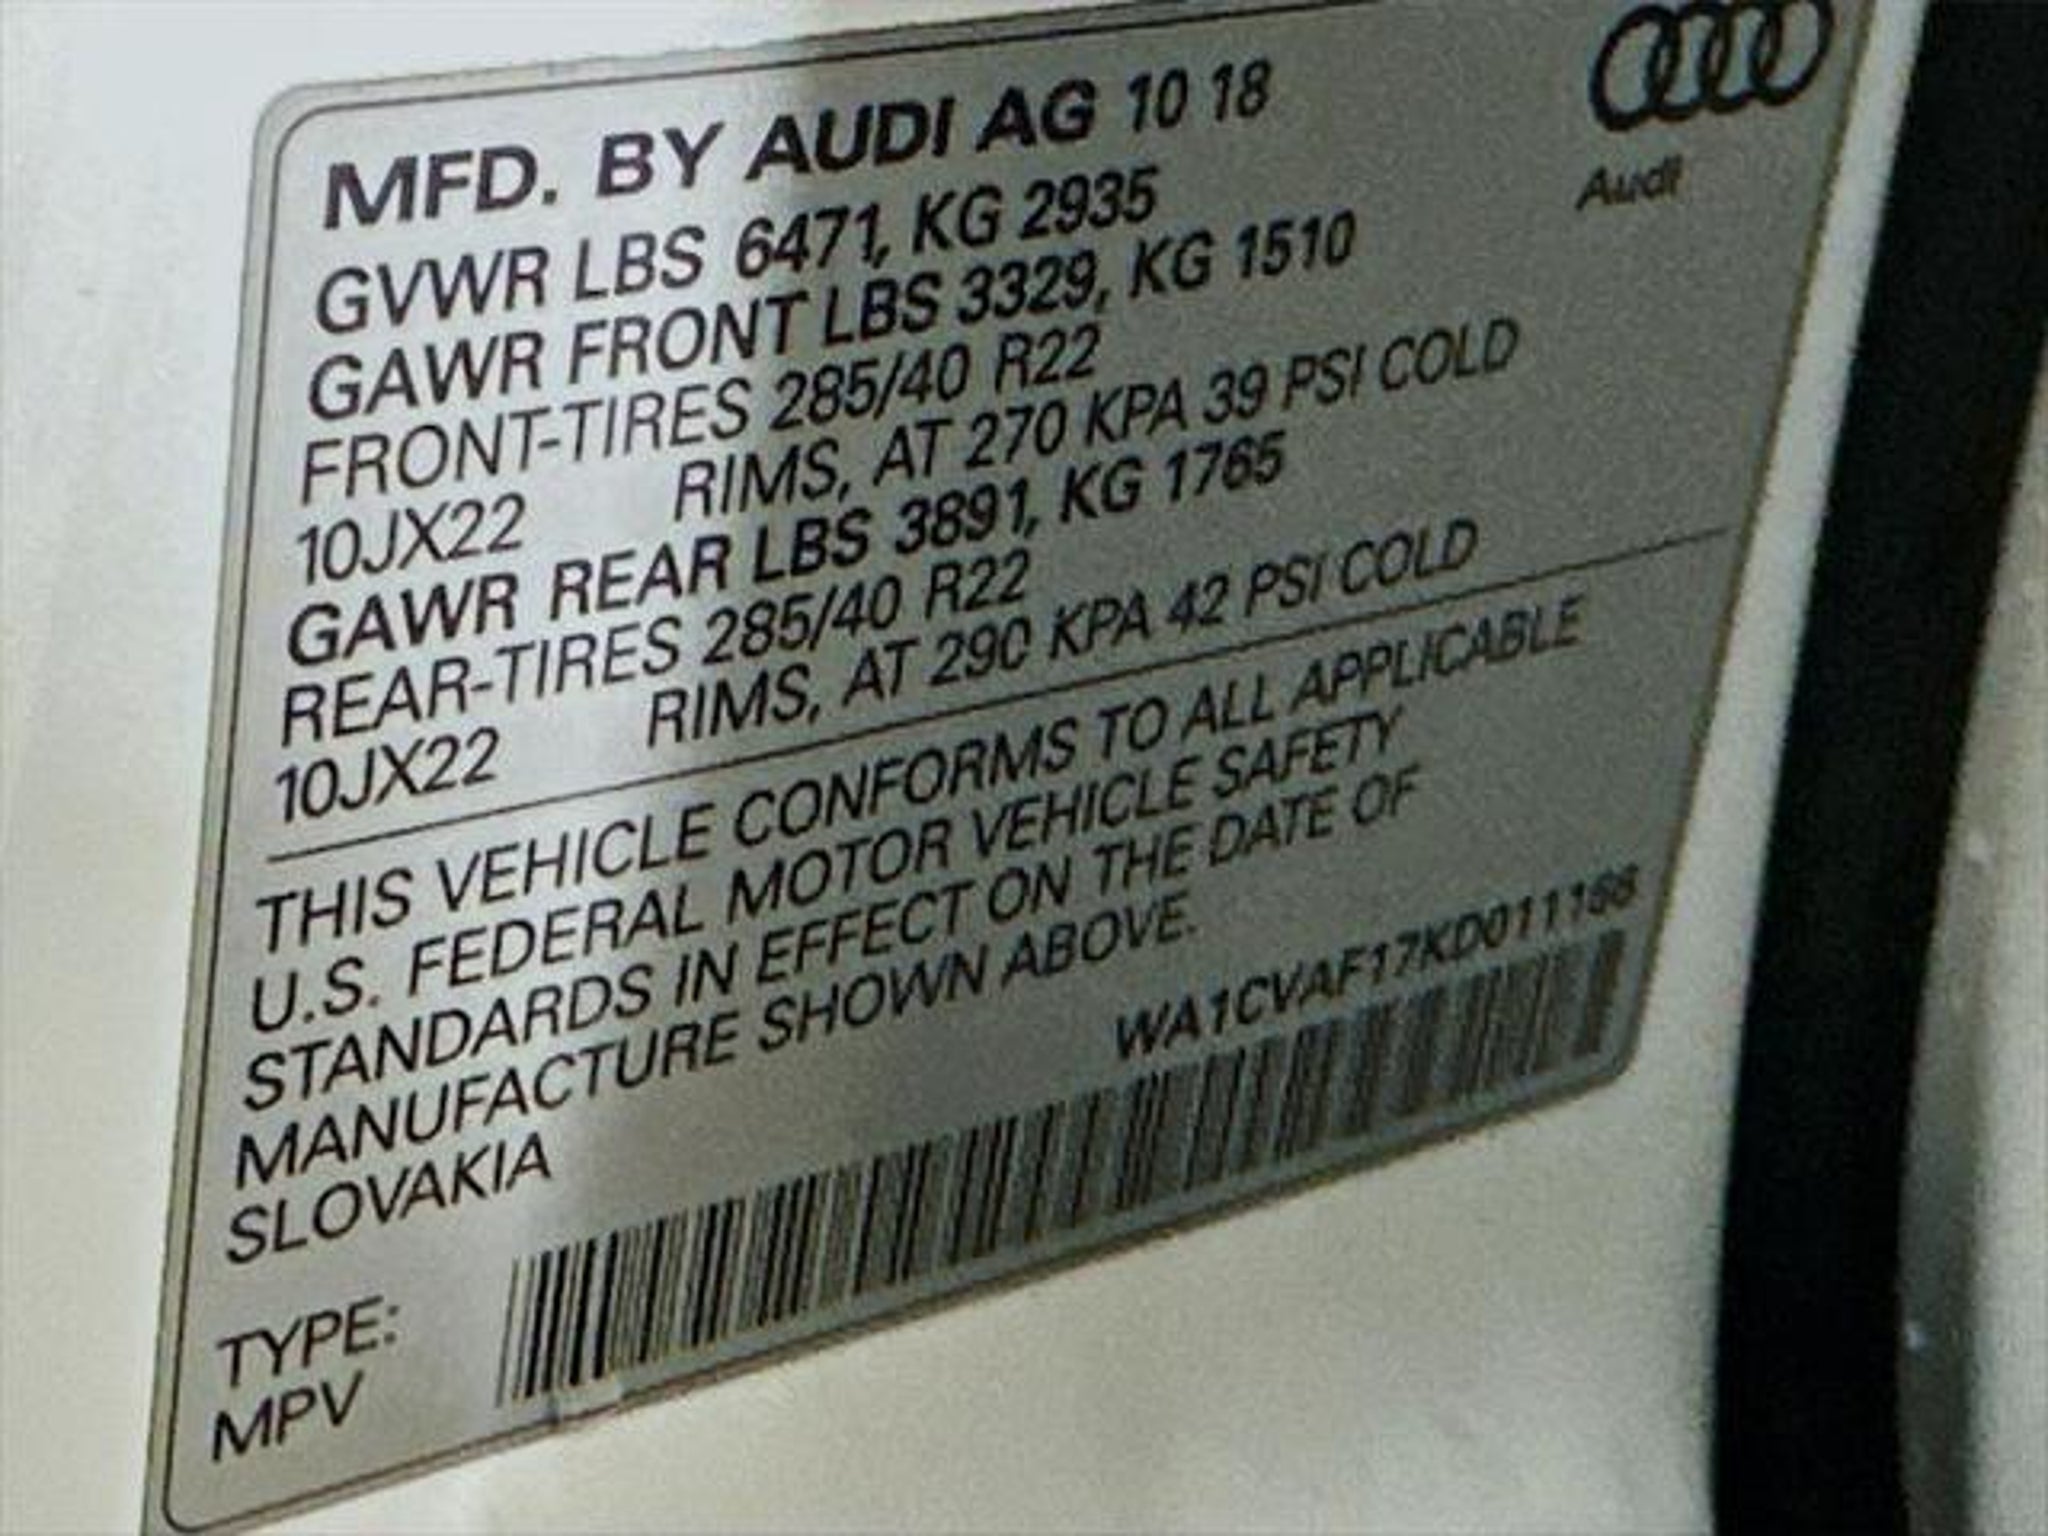 MFD. BY AUDI AG 10 18
Audi
GVWR LBS 6471, KG 2935
GAWR FRONT LBS 3329, KG 1510
FRONT-TIRES 285/40 R22
10JX22 RIMS, AT 270 KPA 39 PSI COLD
GAWR REAR LBS 3891, KG 1765
REAR-TIRES 285/40 R22
10JX22 RIMS, AT 290 KPA 42 PSI COLD
THIS VEHICLE CONFORMS TO ALL APPLICABLE
U.S. FEDERAL MOTOR VEHICLE SAFETY
STANDARDS IN EFFECT ON THE DATE OF
MANUFACTURE SHOWN ABOVE.
SLOVAKIA
WA1CVAF17KD011166
TYPE:
MPV